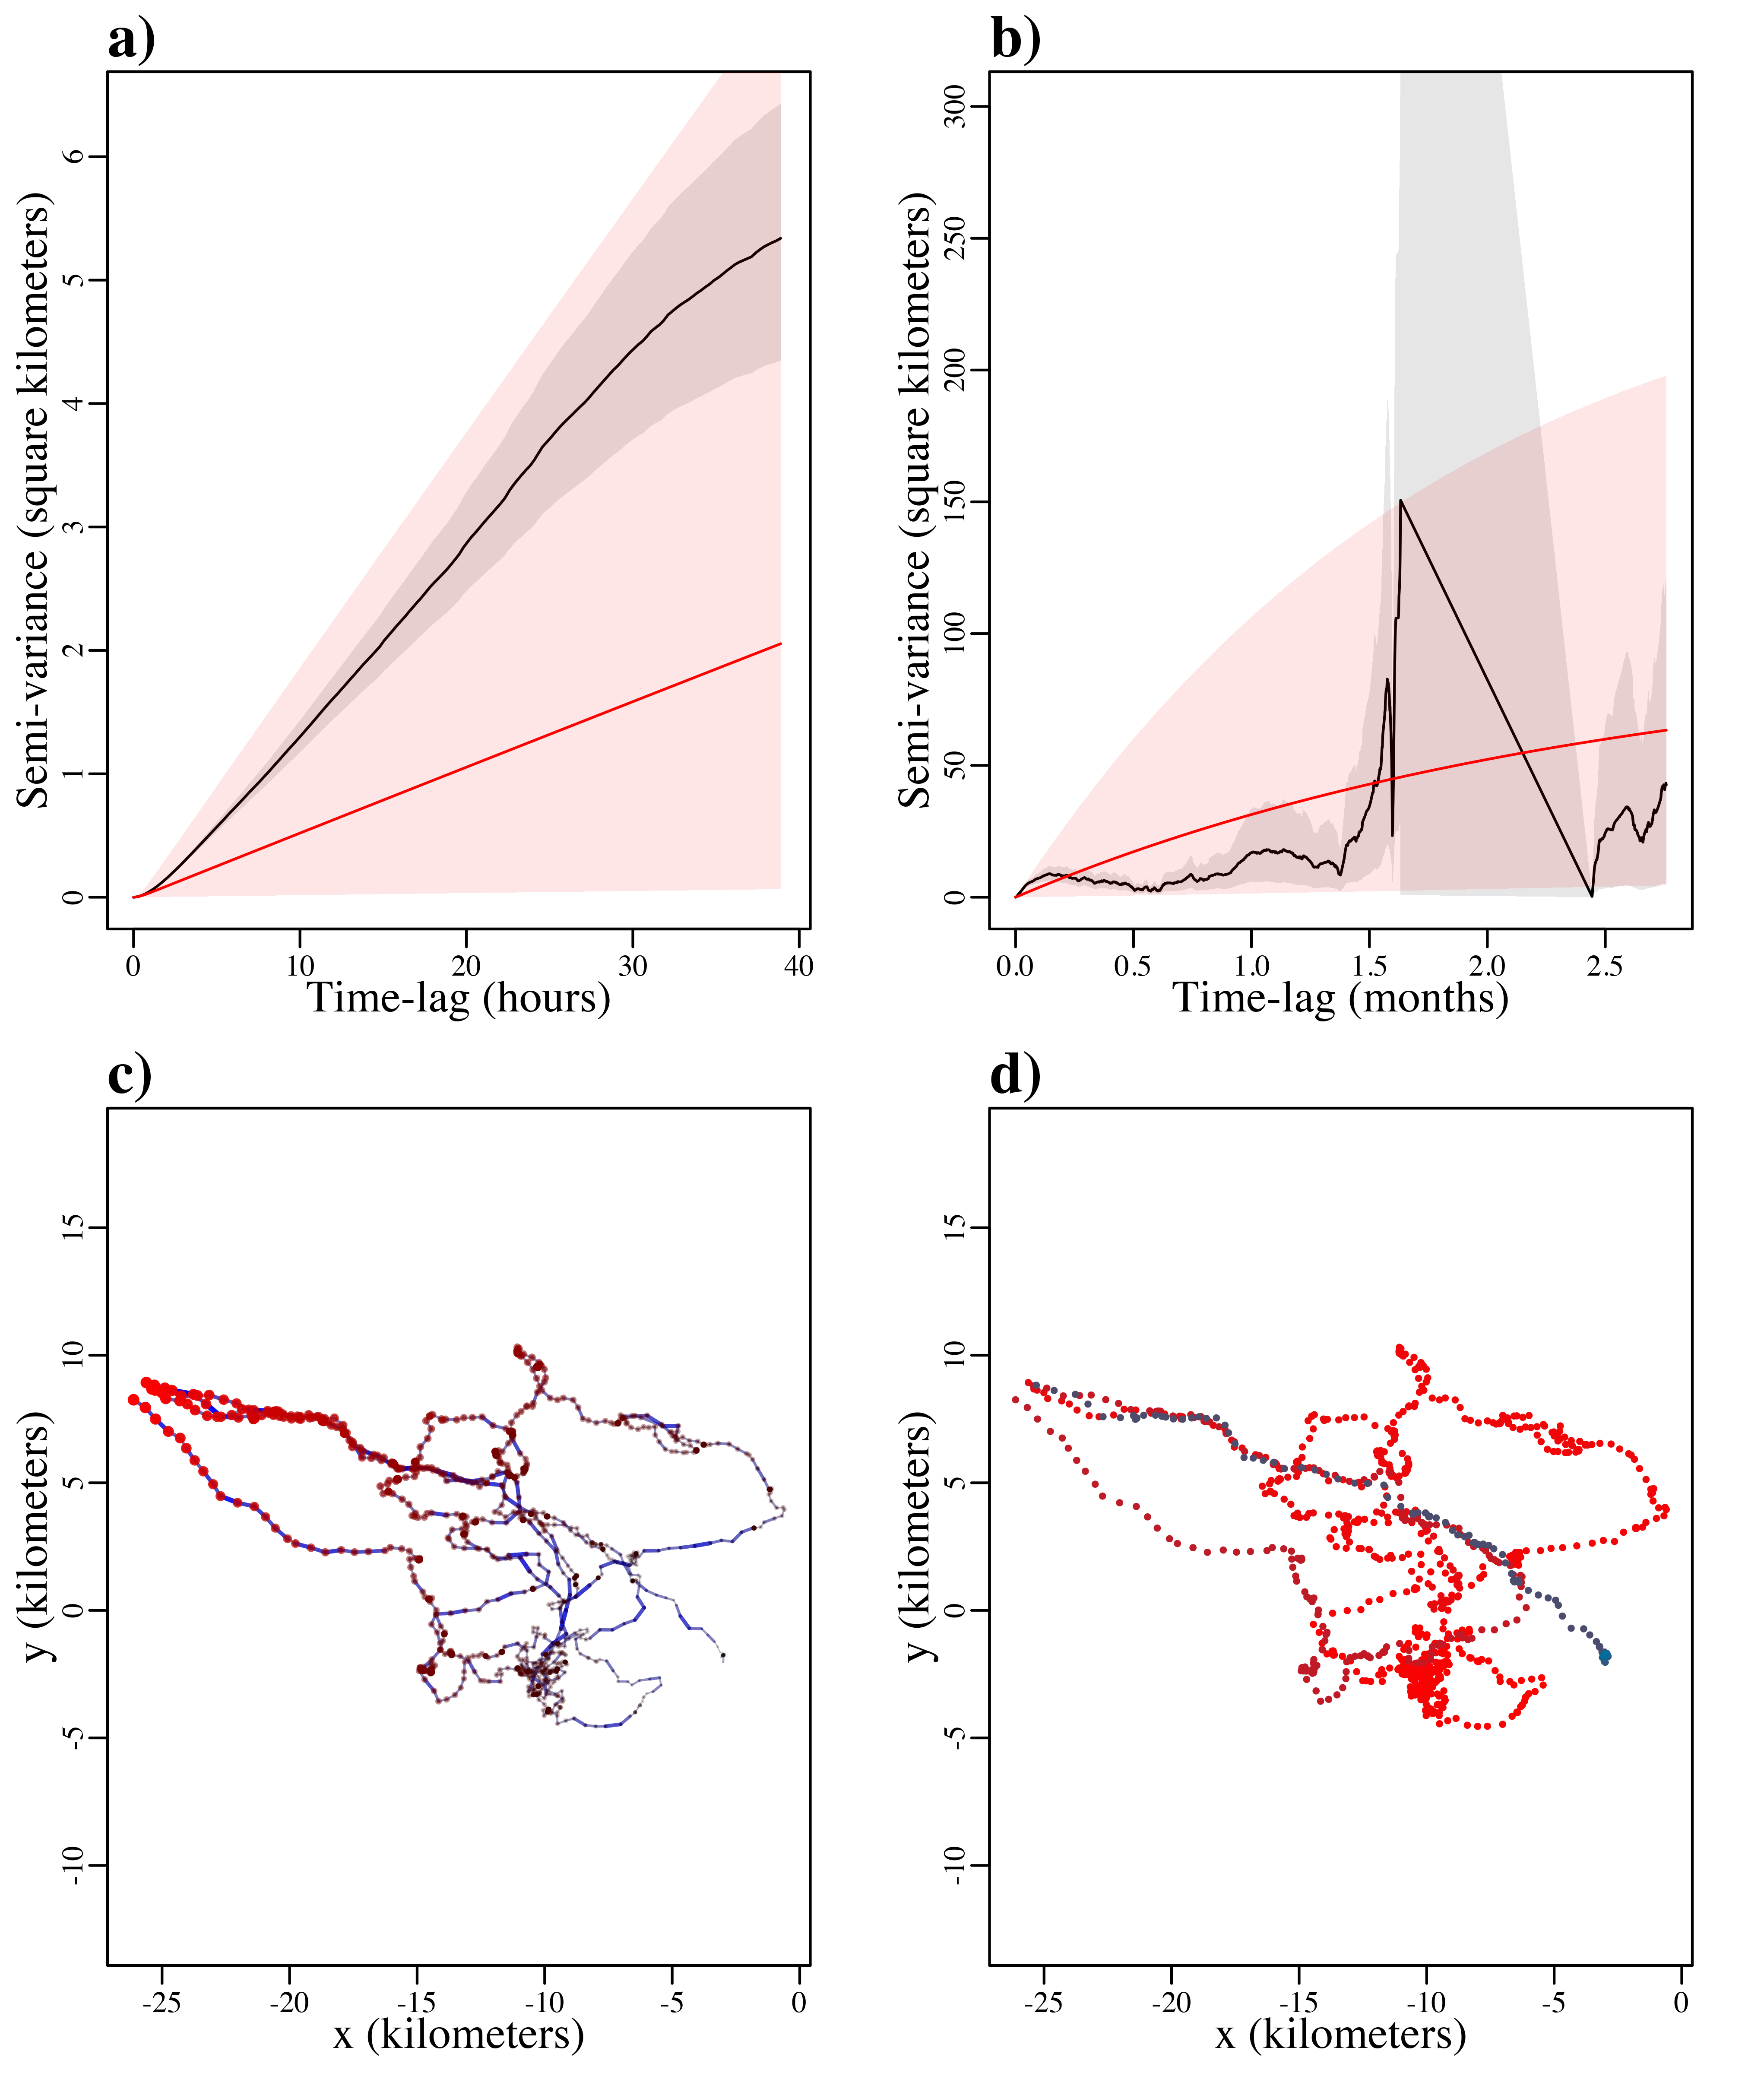 a)
Semi-variance (square kilometers)
0 1 2 3 4 5 6
0 10 20 30 40
Time-lag (hours)
b)
Semi-variance (square kilometers)
0 50 100 150 200 250 300
0.0 0.5 1.0 1.5 2.0 2.5
Time-lag (months)
c)
y (kilometers)
-10 -5 0 5 10 15
-25 -20 -15 -10 -5 0
x (kilometers)
d)
y (kilometers)
-10 -5 0 5 10 15
-25 -20 -15 -10 -5 0
x (kilometers)